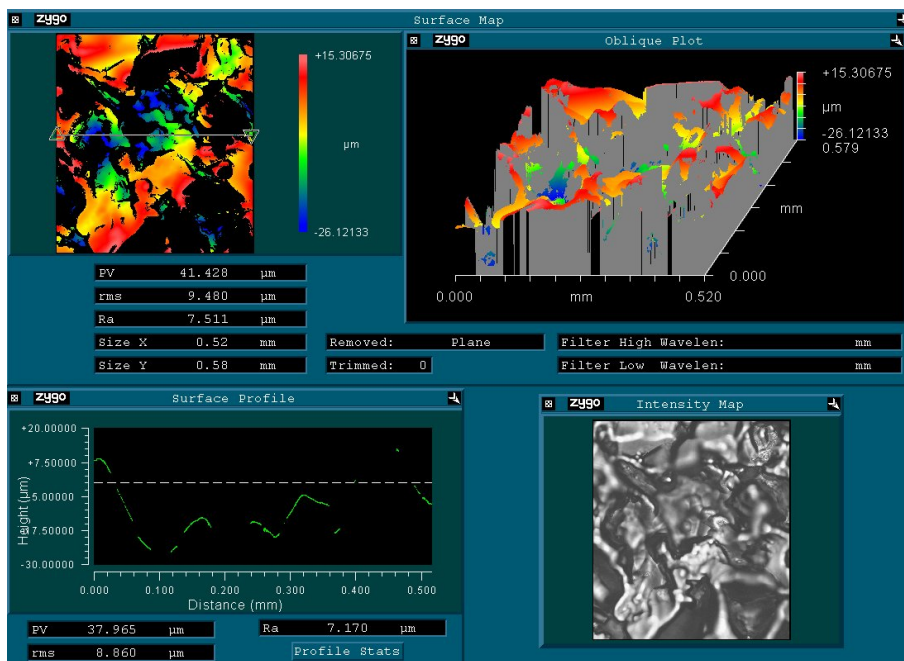 zygo Surface Map
+15.30675
µm
-26.12133
zygo Oblique Plot
+15.30675
µm
-26.12133
0.579
mm
0.000
0.000 mm 0.520
PV 41.428 µm
rms 9.480 µm
Ra 7.511 µm
Size X 0.52 mm
Size Y 0.58 mm
Removed: Plane
Trimmed: 0
Filter High Wavelen: mm
Filter Low Wavelen: mm
zygo Surface Profile
+20.00000
+7.50000
-5.00000
-17.50000
-30.00000
Height (µm)
0.000 0.100 0.200 0.300 0.400 0.500
Distance (mm)
PV 37.965 µm
rms 8.860 µm
Ra 7.170 µm
Profile Stats
zygo Intensity Map